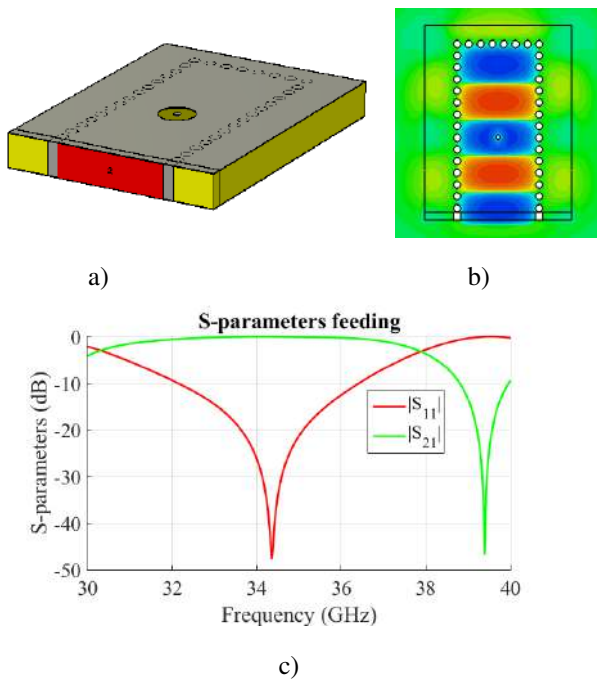 2
a)
b)
S-parameters feeding
S-parameters (dB)
0
-10
-20
-30
-40
-50
|S11|
|S21|
30
32
34
36
38
40
Frequency (GHz)
c)